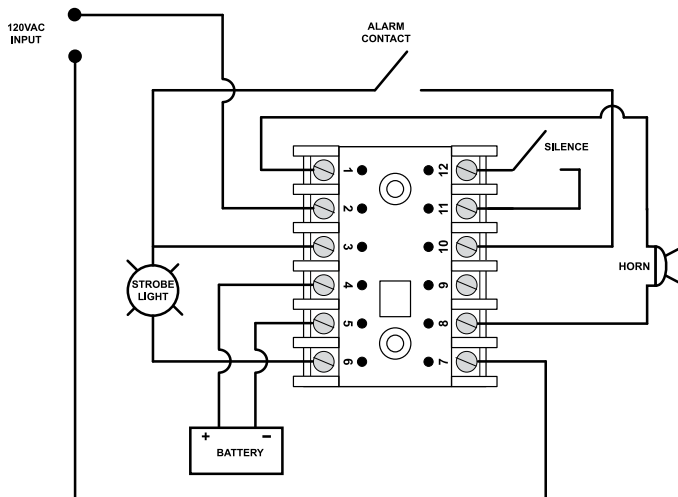 120VAC
INPUT
ALARM
CONTACT
SILENCE
1
12
2
11
3
10
4
9
5
8
6
7
STROBE
LIGHT
HORN
+ –
BATTERY